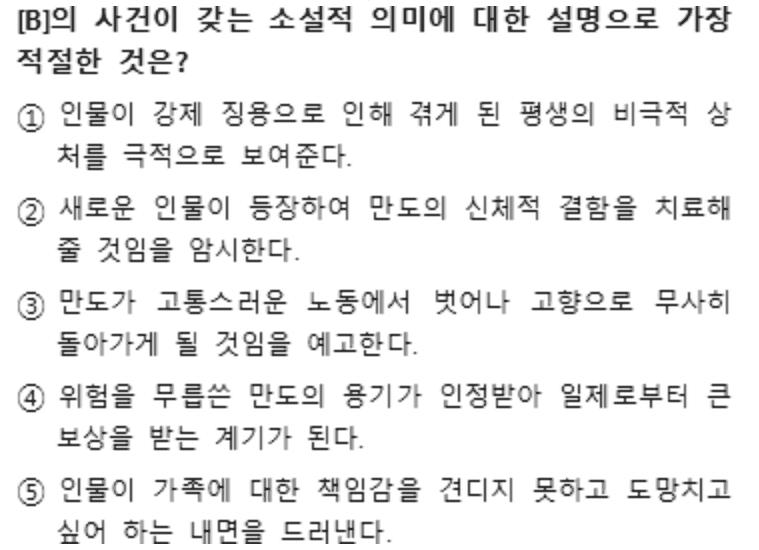 [B]의 사건이 갖는 소설적 의미에 대한 설명으로 가장
적절한 것은?
① 인물이 강제 징용으로 인해 겪게 된 평생의 비극적 상
처를 극적으로 보여준다.
② 새로운 인물이 등장하여 만도의 신체적 결함을 치료해
줄 것임을 암시한다.
③ 만도가 고통스러운 노동에서 벗어나 고향으로 무사히
돌아가게 될 것임을 예고한다.
④ 위험을 무릅쓴 만도의 용기가 인정받아 일제로부터 큰
보상을 받는 계기가 된다.
⑤ 인물이 가족에 대한 책임감을 견디지 못하고 도망치고
싶어 하는 내면을 드러낸다.